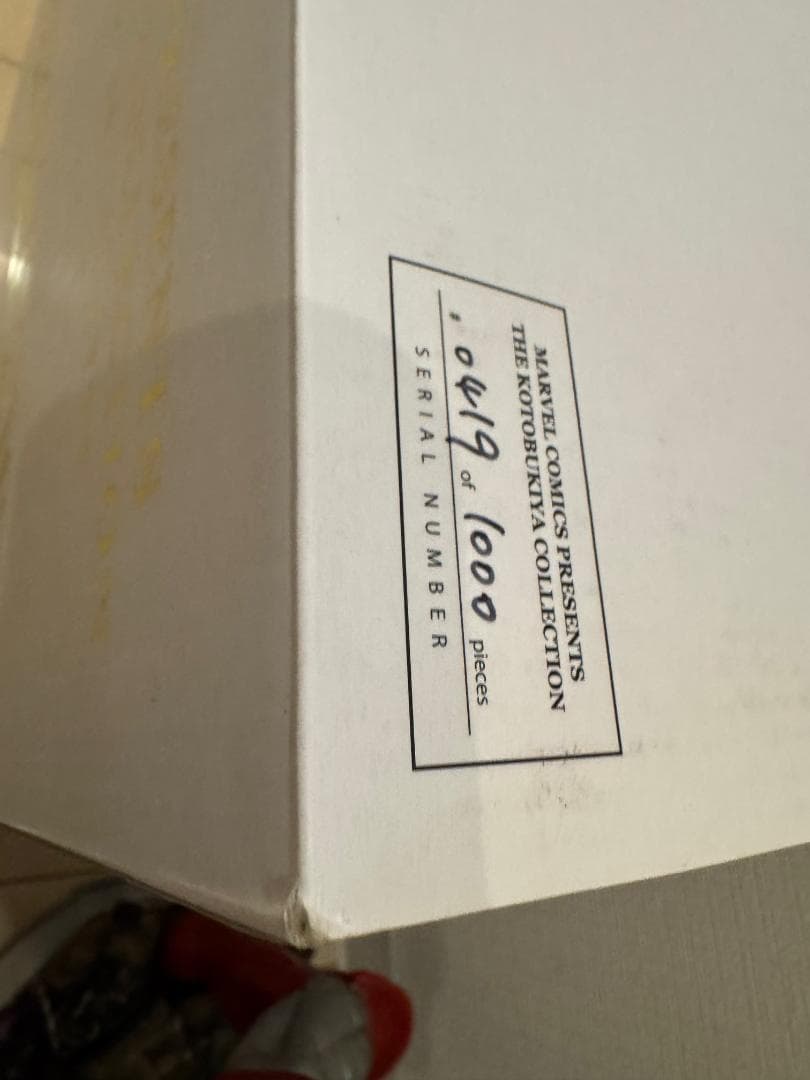 MARVEL COMICS PRESENTS
THE KOTOBUKIYA COLLECTION
0419 of 1000 pieces
SERIAL NUMBER